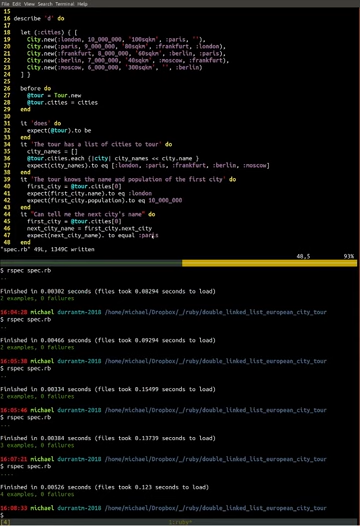 File Edit View Search Terminal Help
15
16 describe 'd' do
17
18 let (:cities) { [
19 City.new(:london, 10_000_000, '100sqkm', :paris, ''),
20 City.new(:paris, 9_000_000, '80sqkm', :frankfurt, :london),
21 City.new(:frankfurt, 8_000_000, '60sqkm', :berlin, :paris),
22 City.new(:berlin, 7_000_000, '40sqkm', :moscow, :frankfurt),
23 City.new(:moscow, 6_000_000, '300sqkm', '', :berlin)
24 ] }
25
26 before do
27 @tour = Tour.new
28 @tour.cities = cities
29 end
31 it 'does' do
32 expect(@tour).to be
33 end
34 it 'The tour has a list of cities to tour' do
35 city_names = []
36 @tour.cities.each {|city| city_names << city.name }
37 expect(city_names).to eq [:london, :paris, :frankfurt, :berlin, :moscow]
38 end
39 it 'The tour knows the name and population of the first city' do
40 first_city = @tour.cities[0]
41 expect(first_city.name).to eq :london
42 expect(first_city.population).to eq 10_000_000
43 end
44 it "Can tell me the next city's name" do
45 first_city = @tour.cities[0]
46 next_city_name = first_city.next_city
47 expect(next_city_name). to equal :paris
48 end
"spec.rb" 49L, 1349C written
48,5 93%
$ rspec spec.rb
..
Finished in 0.00302 seconds (files took 0.08294 seconds to load)
2 examples, 0 failures
16:04:28 michael durrantm-2018 /home/michael/Dropbox/_/ruby/double_linked_list_european_city_tour
$ rspec spec.rb
..
Finished in 0.00466 seconds (files took 0.09294 seconds to load)
2 examples, 0 failures
16:05:30 michael durrantm-2018 /home/michael/Dropbox/_/ruby/double_linked_list_european_city_tour
$ rspec spec.rb
..
Finished in 0.00334 seconds (files took 0.15499 seconds to load)
2 examples, 0 failures
16:05:46 michael durrantm-2018 /home/michael/Dropbox/_/ruby/double_linked_list_european_city_tour
$ rspec spec.rb
...
Finished in 0.00384 seconds (files took 0.13739 seconds to load)
3 examples, 0 failures
16:07:21 michael durrantm-2018 /home/michael/Dropbox/_/ruby/double_linked_list_european_city_tour
$ rspec spec.rb
....
Finished in 0.00526 seconds (files took 0.123 seconds to load)
4 examples, 0 failures
16:08:33 michael durrantm-2018 /home/michael/Dropbox/_/ruby/double_linked_list_european_city_tour
$
[4] 1:ruby*